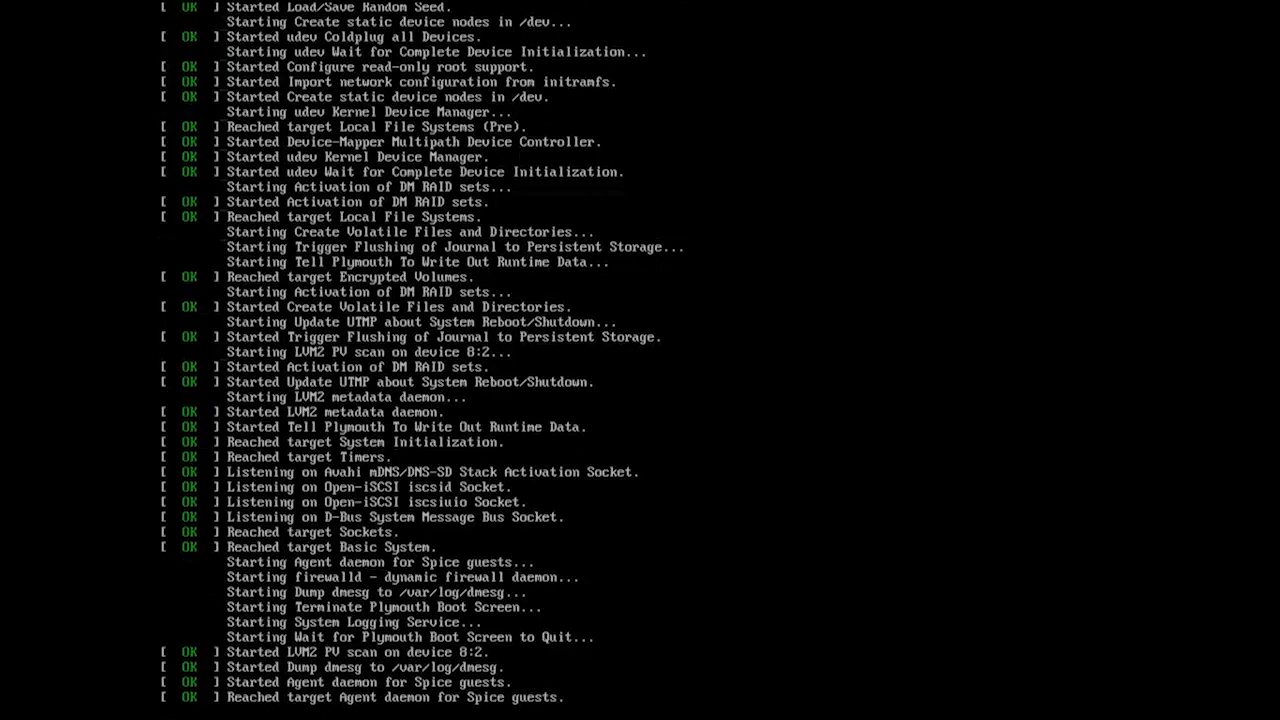 [  OK  ] Started Load/Save Random Seed.
Starting Create static device nodes in /dev...
[  OK  ] Started udev Coldplug all Devices.
Starting udev Wait for Complete Device Initialization...
[  OK  ] Started Configure read-only root support.
[  OK  ] Started Import network configuration from initramfs.
[  OK  ] Started Create static device nodes in /dev.
Starting udev Kernel Device Manager...
[  OK  ] Reached target Local File Systems (Pre).
[  OK  ] Started Device-Mapper Multipath Device Controller.
[  OK  ] Started udev Kernel Device Manager.
[  OK  ] Started udev Wait for Complete Device Initialization.
Starting Activation of DM RAID sets...
[  OK  ] Started Activation of DM RAID sets.
[  OK  ] Reached target Local File Systems.
Starting Create Volatile Files and Directories...
Starting Trigger Flushing of Journal to Persistent Storage...
Starting Tell Plymouth To Write Out Runtime Data...
[  OK  ] Reached target Encrypted Volumes.
Starting Activation of DM RAID sets...
[  OK  ] Started Create Volatile Files and Directories.
Starting Update UTMP about System Reboot/Shutdown...
[  OK  ] Started Trigger Flushing of Journal to Persistent Storage.
Starting LVM2 PV scan on device 8:2...
[  OK  ] Started Activation of DM RAID sets.
[  OK  ] Started Update UTMP about System Reboot/Shutdown.
Starting LVM2 metadata daemon...
[  OK  ] Started LVM2 metadata daemon.
[  OK  ] Started Tell Plymouth To Write Out Runtime Data.
[  OK  ] Reached target System Initialization.
[  OK  ] Reached target Timers.
[  OK  ] Listening on Avahi mDNS/DNS-SD Stack Activation Socket.
[  OK  ] Listening on Open-iSCSI iscsid Socket.
[  OK  ] Listening on Open-iSCSI iscsiuio Socket.
[  OK  ] Listening on D-Bus System Message Bus Socket.
[  OK  ] Reached target Sockets.
[  OK  ] Reached target Basic System.
Starting Agent daemon for Spice guests...
Starting firewalld - dynamic firewall daemon...
Starting Dump dmesg to /var/log/dmesg...
Starting Terminate Plymouth Boot Screen...
Starting System Logging Service...
Starting Wait for Plymouth Boot Screen to Quit...
[  OK  ] Started LVM2 PV scan on device 8:2.
[  OK  ] Started Dump dmesg to /var/log/dmesg.
[  OK  ] Started Agent daemon for Spice guests.
[  OK  ] Reached target Agent daemon for Spice guests.